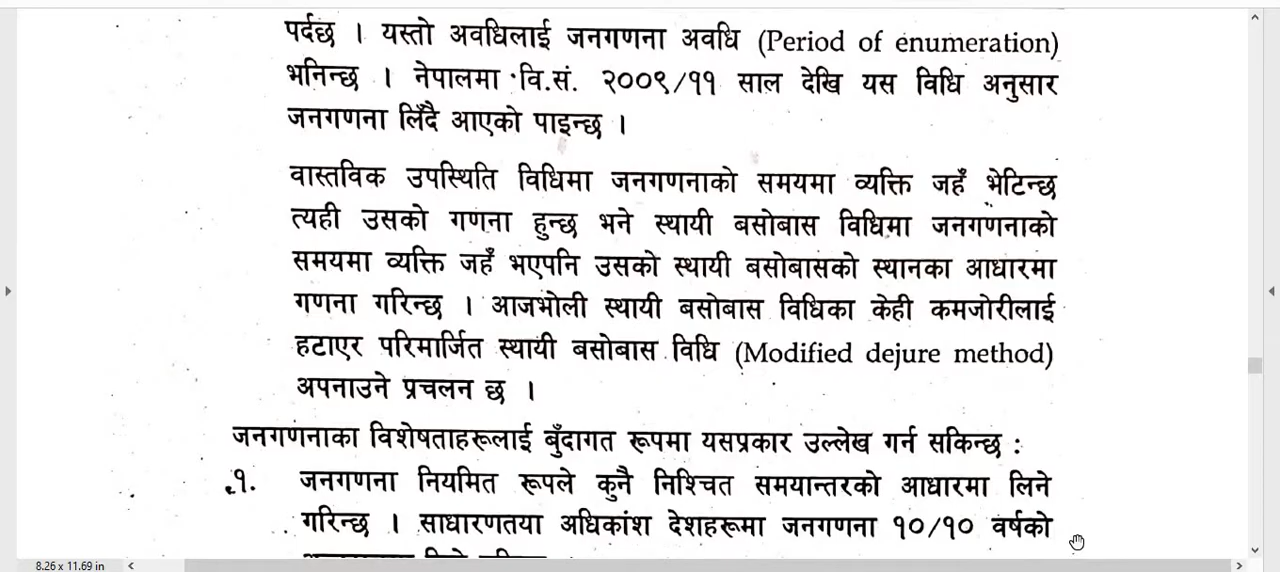 पर्दछ । यस्तो अवधिलाई जनगणना अवधि (Period of enumeration)
भनिन्छ । नेपालमा वि.सं. २००९/११ साल देखि यस विधि अनुसार
जनगणना लिँदै आएको पाइन्छ ।
वास्तविक उपस्थिति विधिमा जनगणनाको समयमा व्यक्ति जहाँ भेटिन्छ
त्यही उसको गणना हुन्छ भने स्थायी बसोबास विधिमा जनगणनाको
समयमा व्यक्ति जहाँ भएपनि उसको स्थायी बसोबासको स्थानका आधारमा
गणना गरिन्छ । आजभोली स्थायी बसोबास विधिका केही कमजोरीलाई
हटाएर परिमार्जित स्थायी बसोबास विधि (Modified dejure method)
अपनाउने प्रचलन छ ।
जनगणनाका विशेषताहरूलाई बुँदागत रूपमा यसप्रकार उल्लेख गर्न सकिन्छ :
१. जनगणना नियमित रूपले कुनै निश्चित समयान्तरको आधारमा लिने
गरिन्छ । साधारणतया अधिकांश देशहरूमा जनगणना १०/१० वर्षको
8.26 x 11.69 in